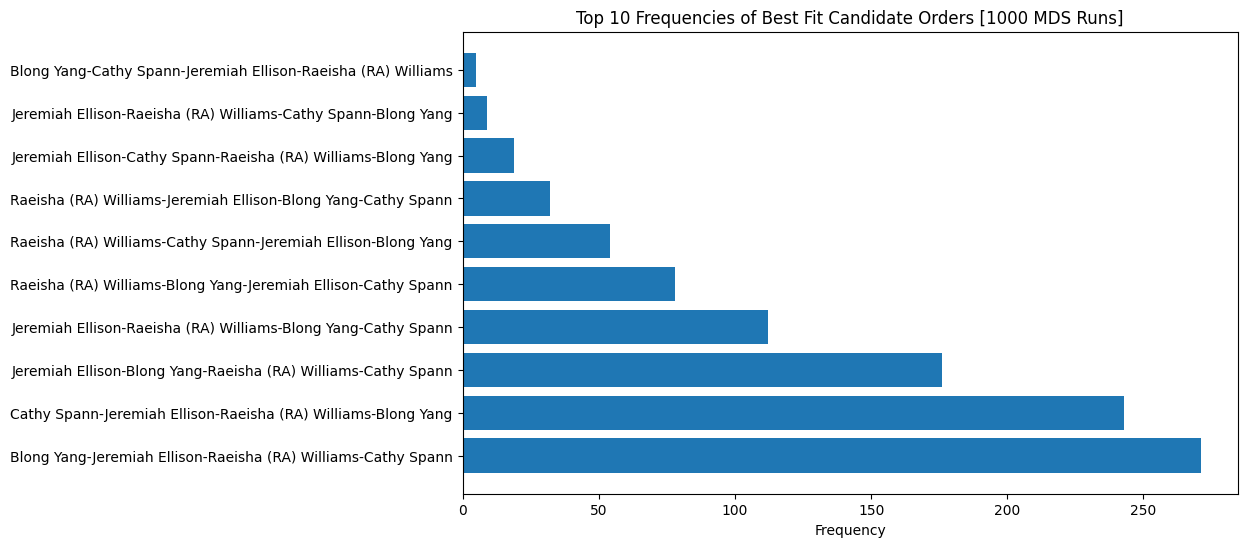 Top 10 Frequencies of Best Fit Candidate Orders [1000 MDS Runs]
Blong Yang-Cathy Spann-Jeremiah Ellison-Raeisha (RA) Williams
Jeremiah Ellison-Raeisha (RA) Williams-Cathy Spann-Blong Yang
Jeremiah Ellison-Cathy Spann-Raeisha (RA) Williams-Blong Yang
Raeisha (RA) Williams-Jeremiah Ellison-Blong Yang-Cathy Spann
Raeisha (RA) Williams-Cathy Spann-Jeremiah Ellison-Blong Yang
Raeisha (RA) Williams-Blong Yang-Jeremiah Ellison-Cathy Spann
Jeremiah Ellison-Raeisha (RA) Williams-Blong Yang-Cathy Spann
Jeremiah Ellison-Blong Yang-Raeisha (RA) Williams-Cathy Spann
Cathy Spann-Jeremiah Ellison-Raeisha (RA) Williams-Blong Yang
Blong Yang-Jeremiah Ellison-Raeisha (RA) Williams-Cathy Spann
0 50 100 150 200 250
Frequency